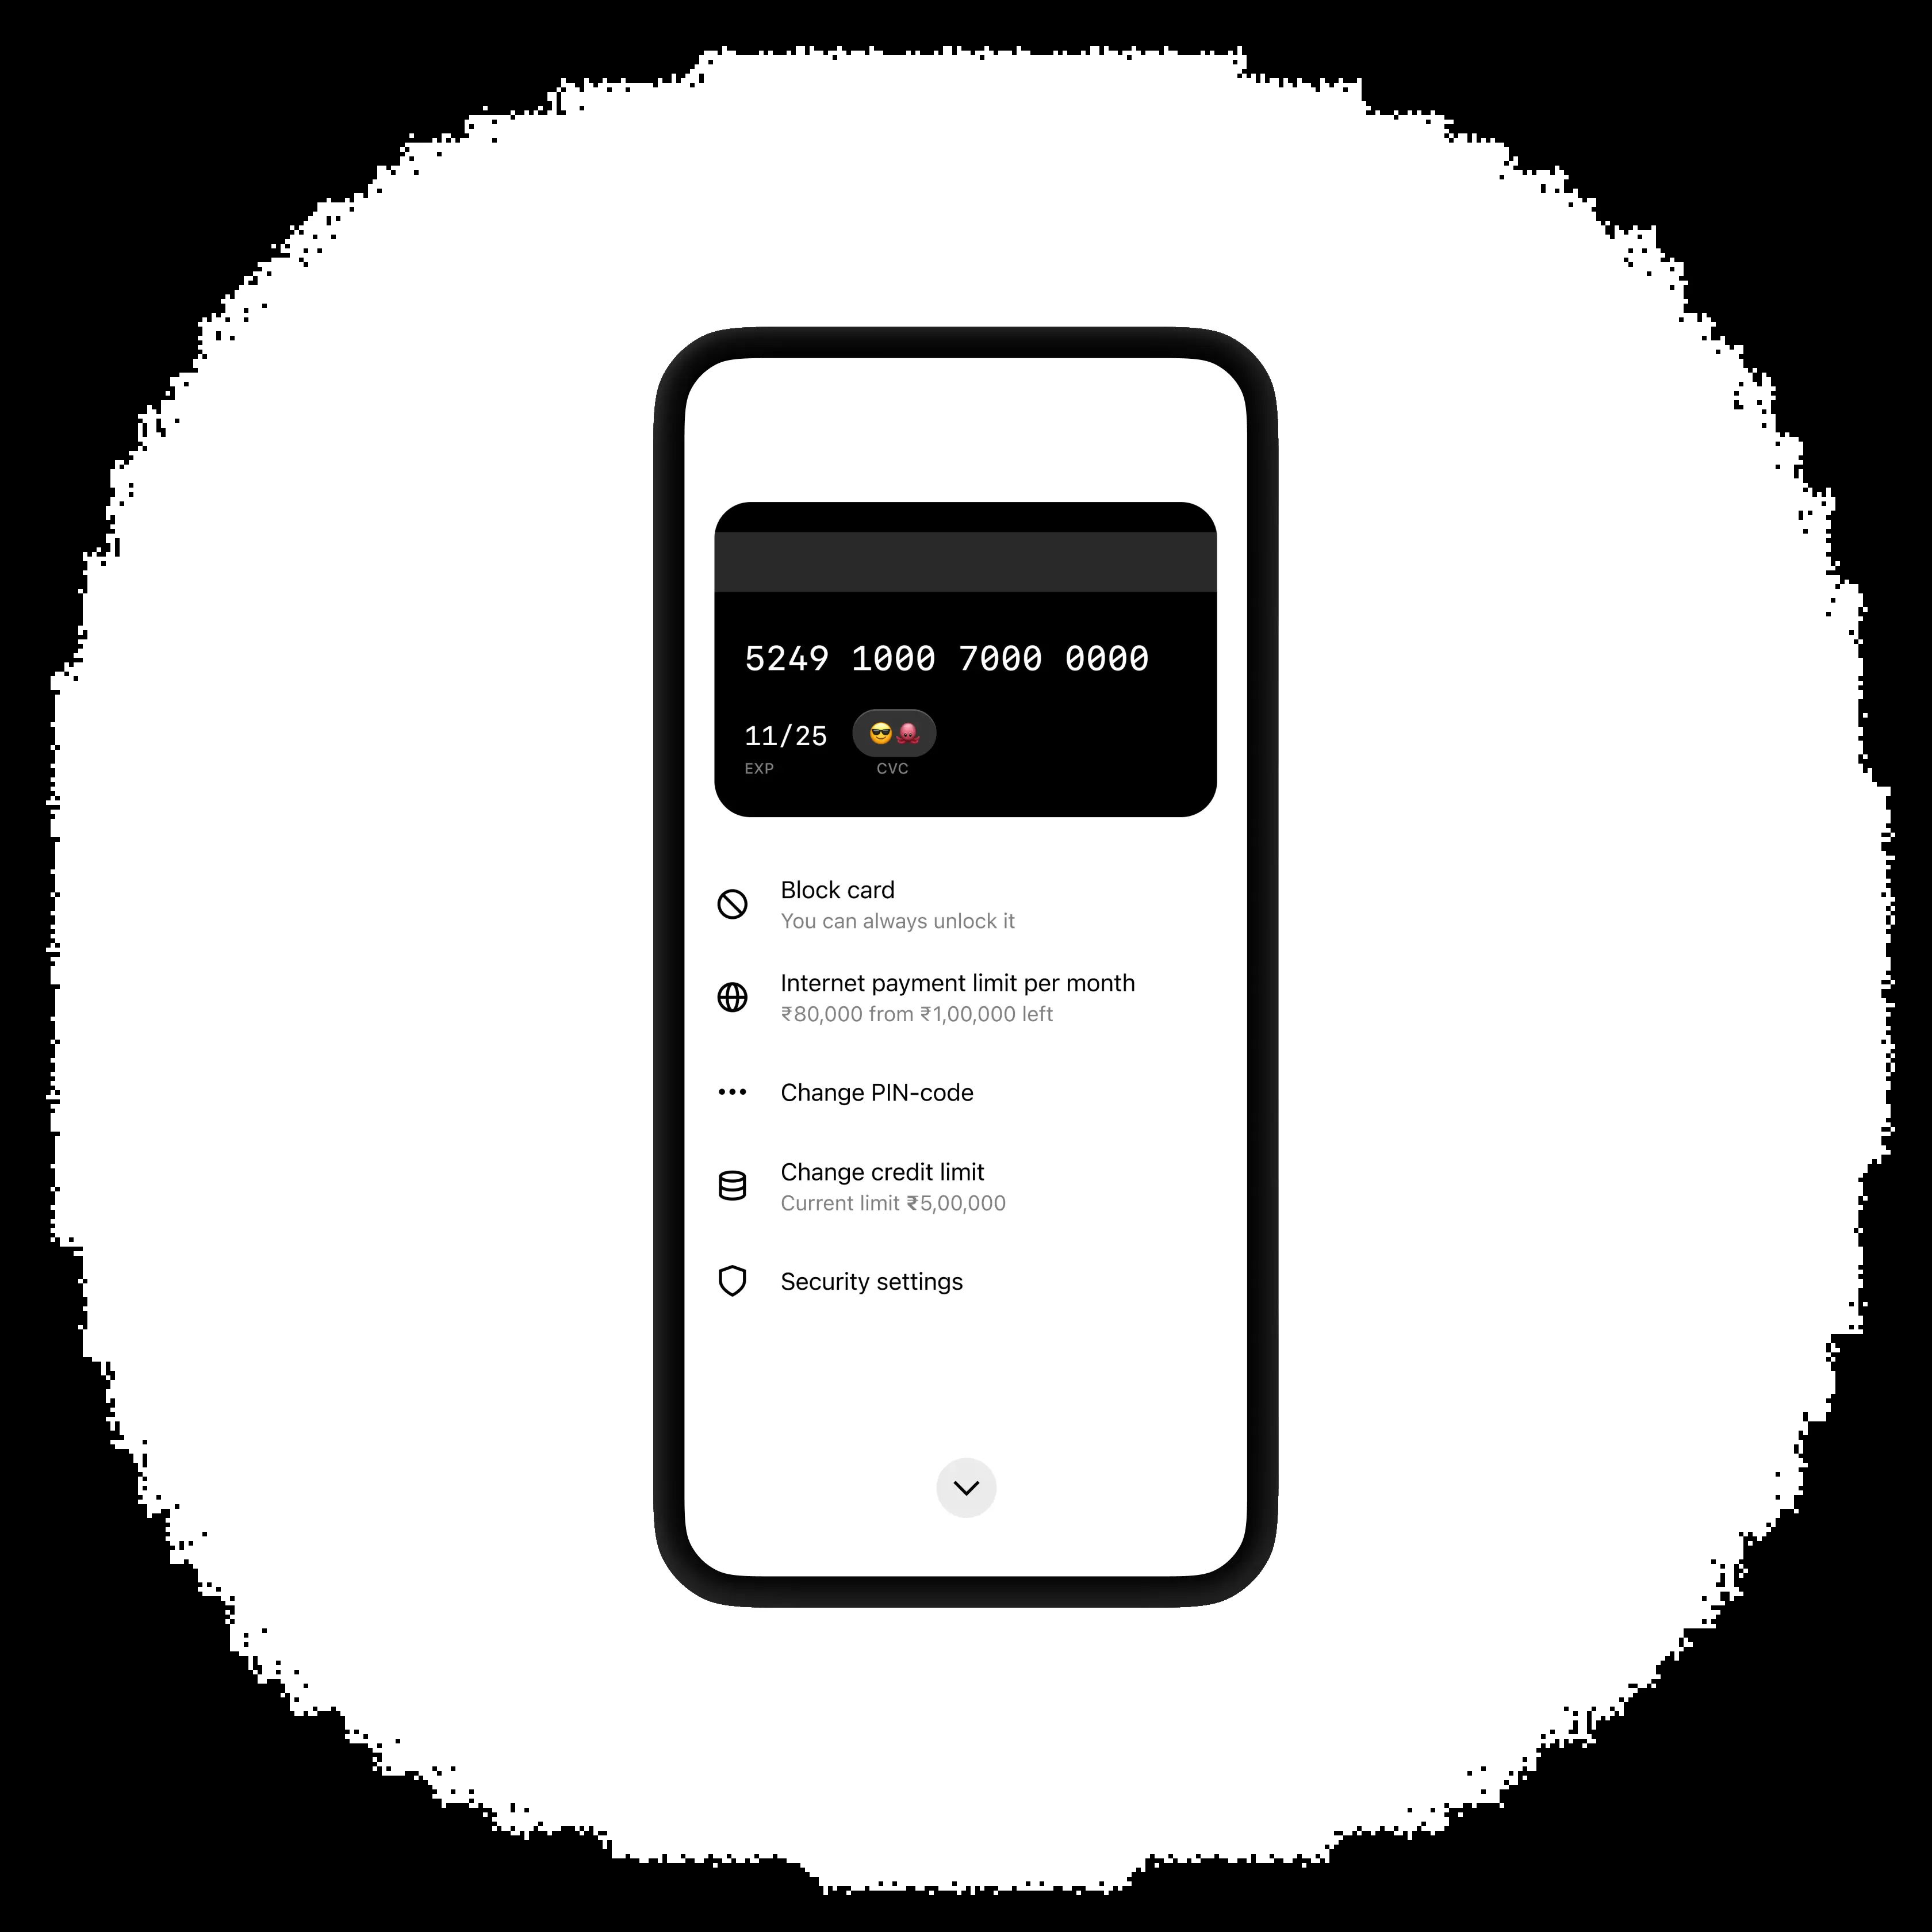 5249 1000 7000 0000
11/25 😎🐙
EXP CVC
Block card
You can always unlock it
Internet payment limit per month
₹80,000 from ₹1,00,000 left
Change PIN-code
Change credit limit
Current limit ₹5,00,000
Security settings